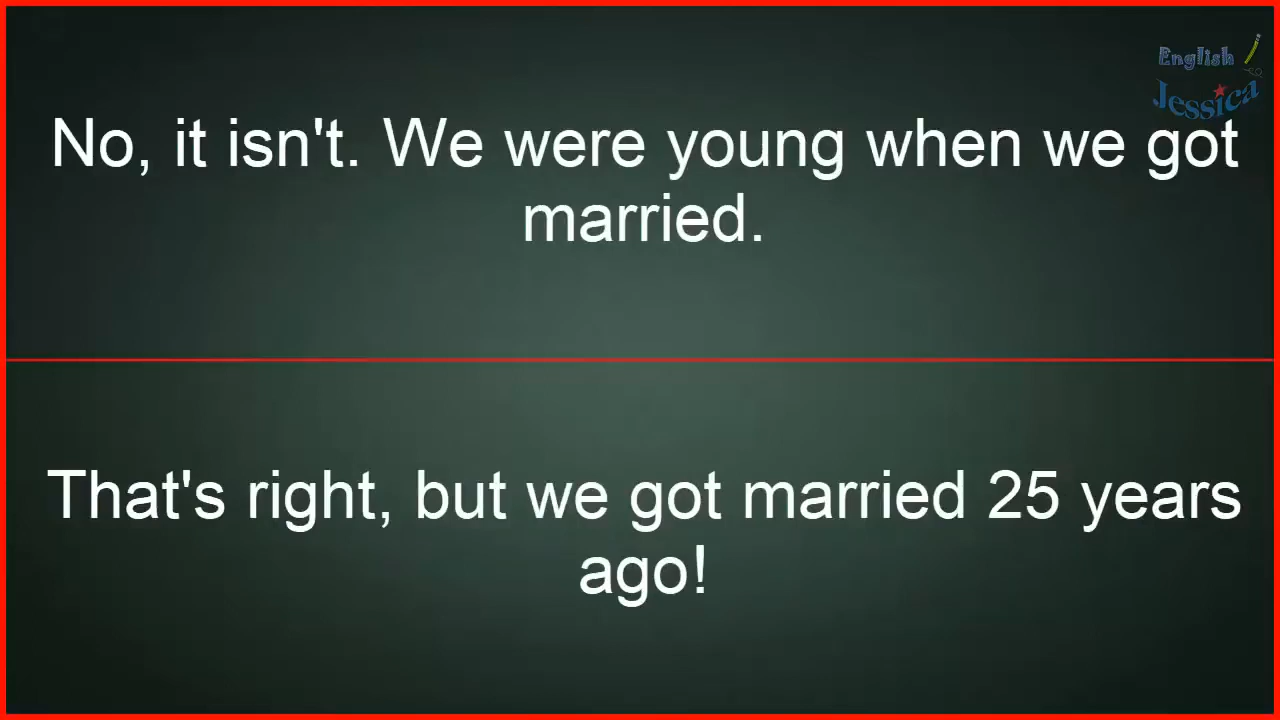 English
Jessica
No, it isn't. We were young when we got
married.
That's right, but we got married 25 years
ago!